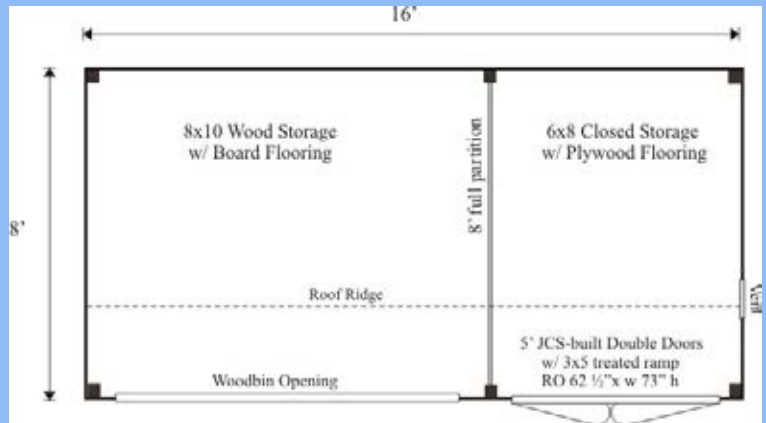 16’
8x10 Wood Storage
w/ Board Flooring
6x8 Closed Storage
w/ Plywood Flooring
8’ full partition
8’
Roof Ridge
Vent
5’ JCS-built Double Doors
w/ 3x5 treated ramp
RO 62 ½”x w 73” h
Woodbin Opening